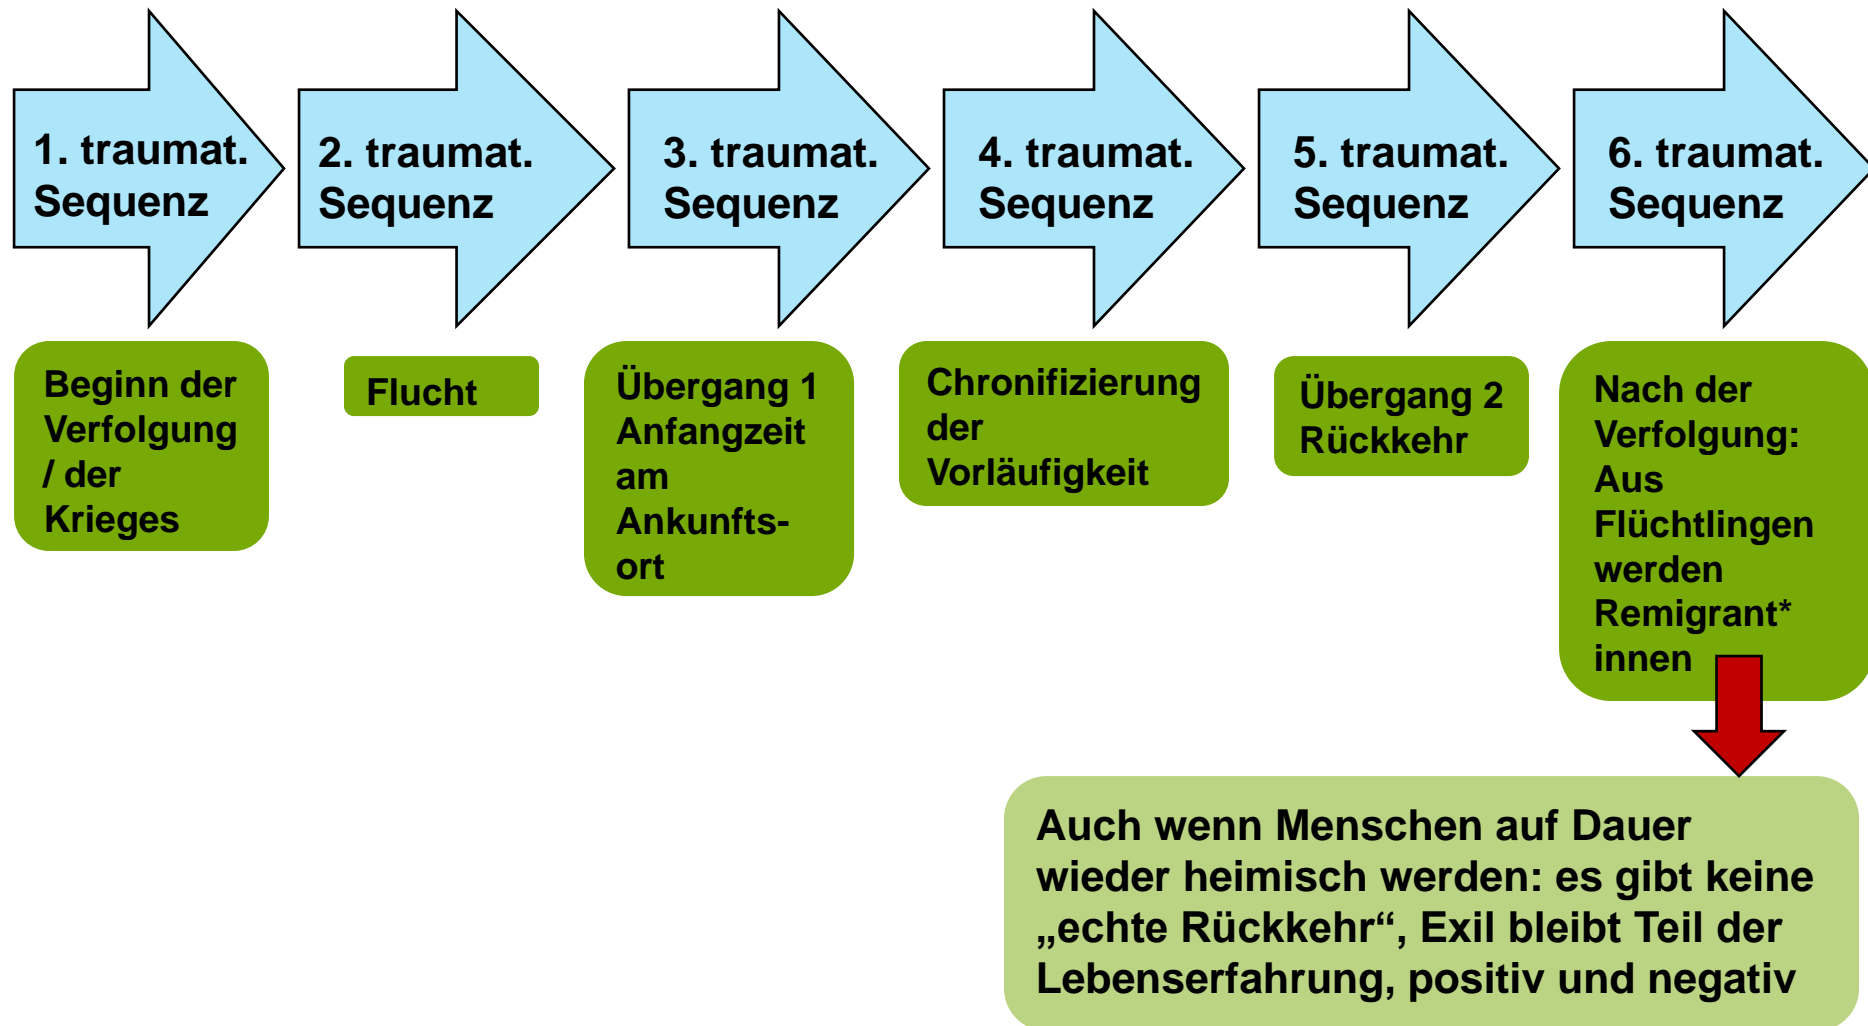 1. traumat.
Sequenz
2. traumat.
Sequenz
3. traumat.
Sequenz
4. traumat.
Sequenz
5. traumat.
Sequenz
6. traumat.
Sequenz
Beginn der
Verfolgung
/ der
Krieges
Flucht
Übergang 1
Anfangzeit
am
Ankunfts-
ort
Chronifizierung
der
Vorläufigkeit
Übergang 2
Rückkehr
Nach der
Verfolgung:
Aus
Flüchtlingen
werden
Remigrant*
innen
Auch wenn Menschen auf Dauer
wieder heimisch werden: es gibt keine
„echte Rückkehr“, Exil bleibt Teil der
Lebenserfahrung, positiv und negativ